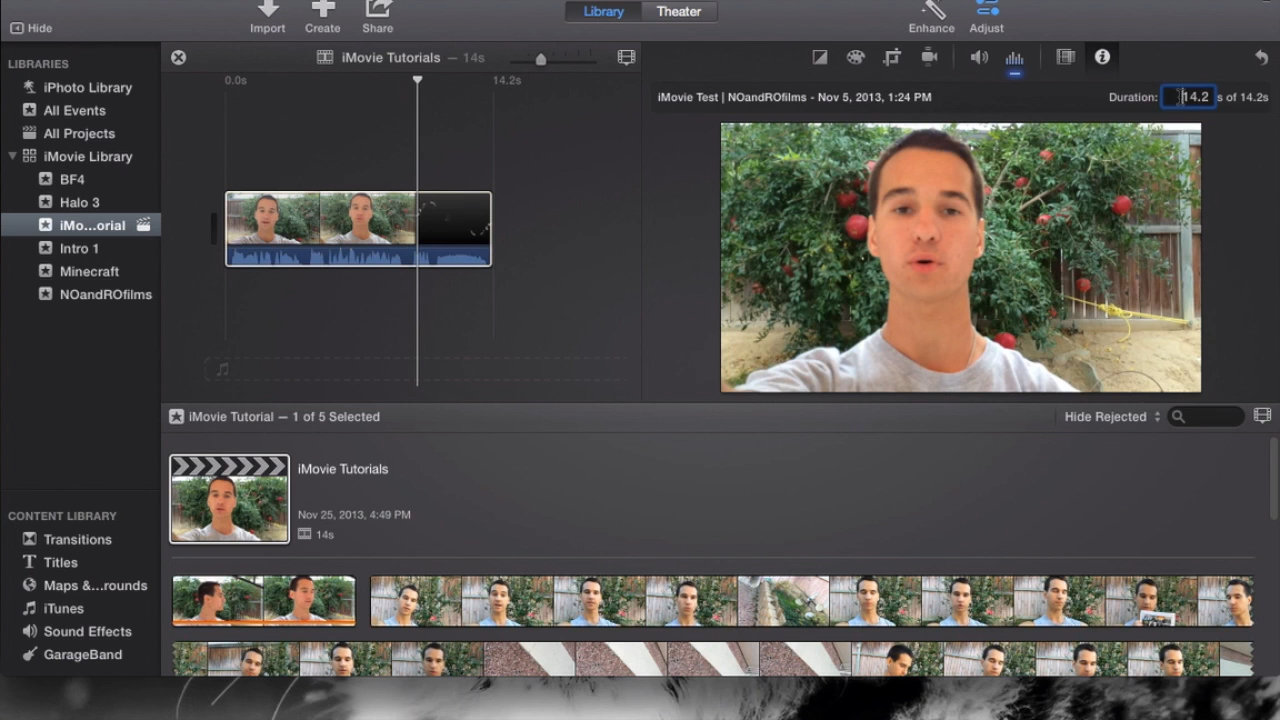 Hide
Import
Create
Share
Library
Theater
Enhance
Adjust
LIBRARIES
iPhoto Library
All Events
All Projects
iMovie Library
BF4
Halo 3
iMo...orial
Intro 1
Minecraft
NOandROfilms
CONTENT LIBRARY
Transitions
Titles
Maps &...rounds
iTunes
Sound Effects
GarageBand
iMovie Tutorials — 14s
0.0s
14.2s
iMovie Test | NOandROfilms - Nov 5, 2013, 1:24 PM
Duration: 14.2 s of 14.2s
iMovie Tutorial — 1 of 5 Selected
Hide Rejected
iMovie Tutorials
Nov 25, 2013, 4:49 PM
14s